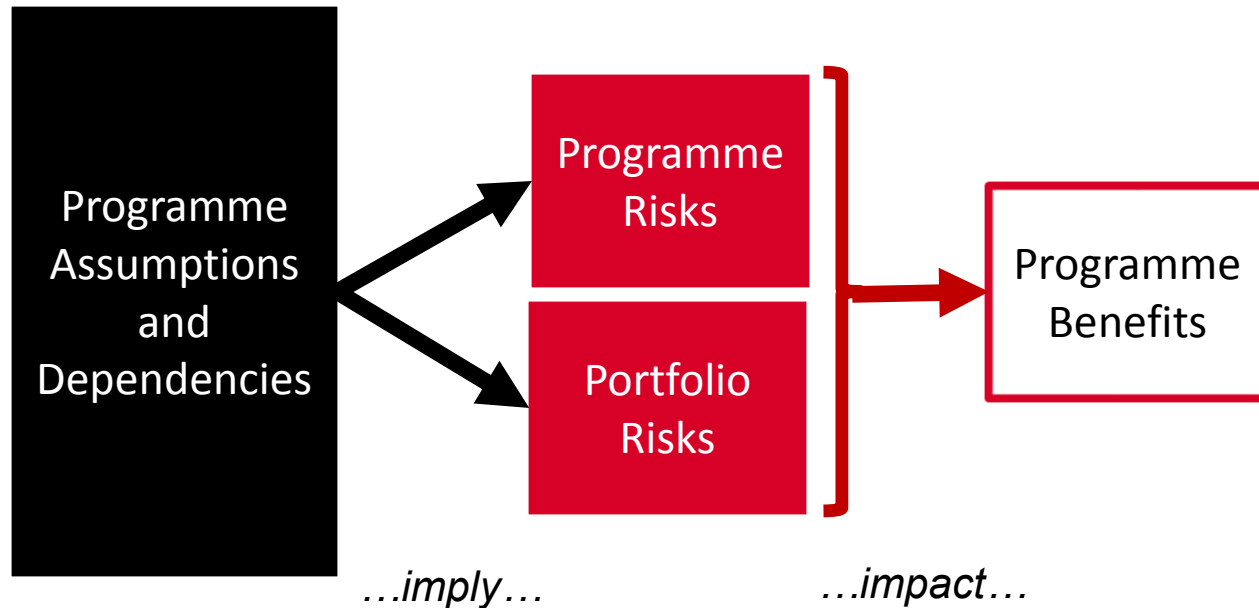 Programme
Assumptions
and
Dependencies
Programme
Risks
Portfolio
Risks
Programme
Benefits
…imply…
…impact…